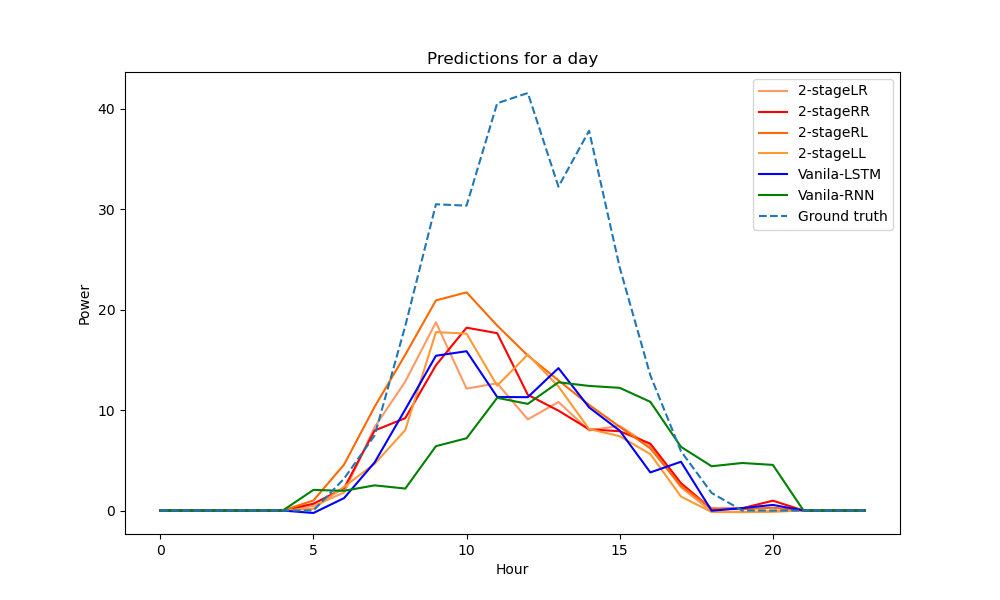 Predictions for a day
2-stageLR
2-stageRR
2-stageRL
2-stageLL
Vanila-LSTM
Vanila-RNN
Ground truth
40
30
20
10
0
Power
0 5 10 15 20
Hour